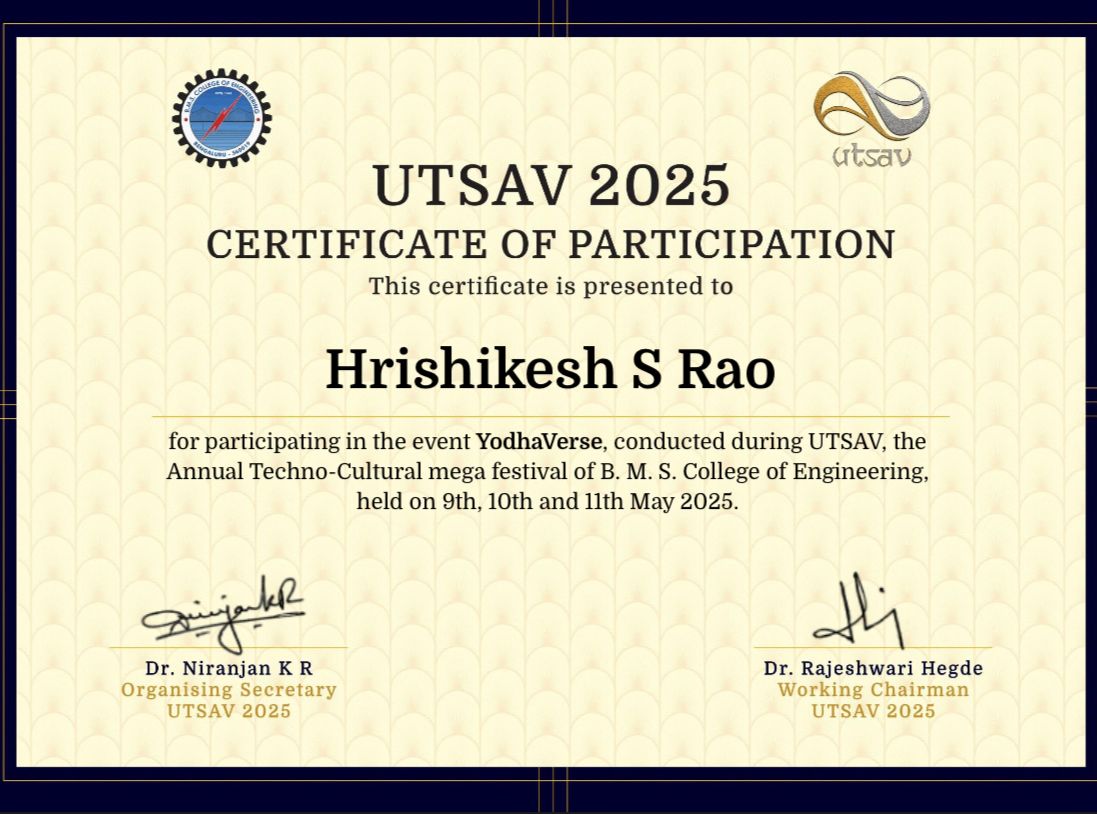 B.M.S. COLLEGE OF ENGINEERING
BENGALURU - 560019
utsav
UTSAV 2025
CERTIFICATE OF PARTICIPATION
This certificate is presented to
Hrishikesh S Rao
for participating in the event YodhaVerse, conducted during UTSAV, the
Annual Techno-Cultural mega festival of B. M. S. College of Engineering,
held on 9th, 10th and 11th May 2025.
NiranjanKR
Dr. Niranjan K R
Organising Secretary
UTSAV 2025
Dr. Rajeshwari Hegde
Working Chairman
UTSAV 2025